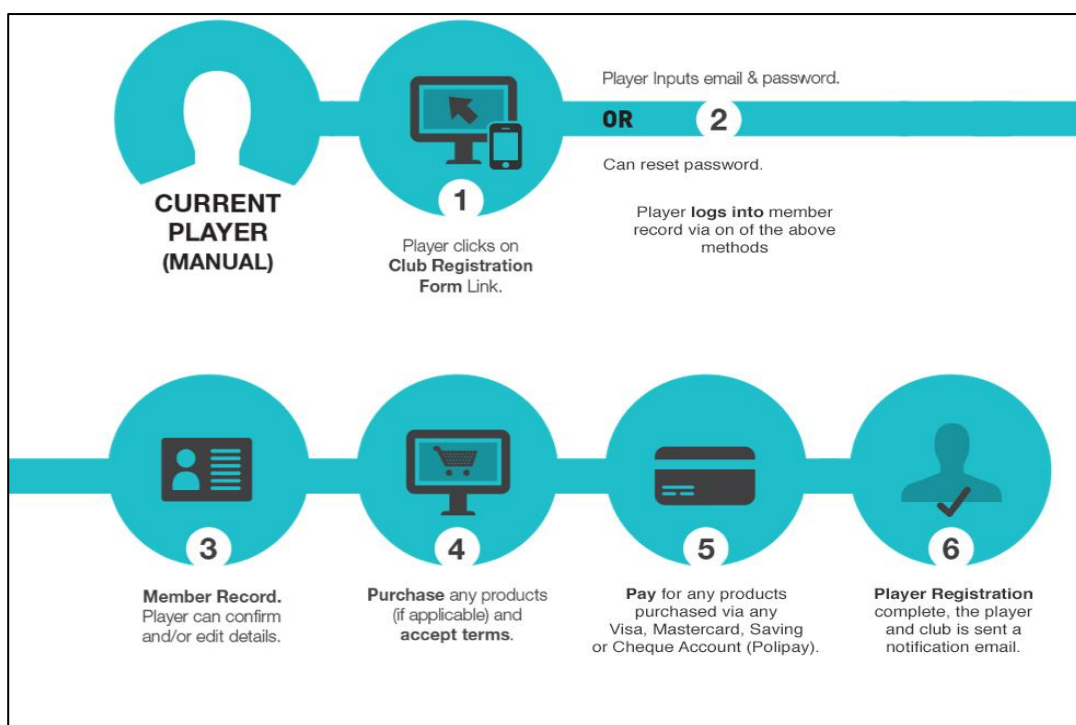 CURRENT
PLAYER
(MANUAL)
1
Player clicks on
Club Registration
Form Link.
Player Inputs email & password.
OR
2
Can reset password.
Player logs into member
record via on of the above
methods
3
Member Record.
Player can confirm
and/or edit details.
4
Purchase any products
(if applicable) and
accept terms.
5
Pay for any products
purchased via any
Visa, Mastercard, Saving
or Cheque Account (Polipay).
6
Player Registration
complete, the player
and club is sent a
notification email.